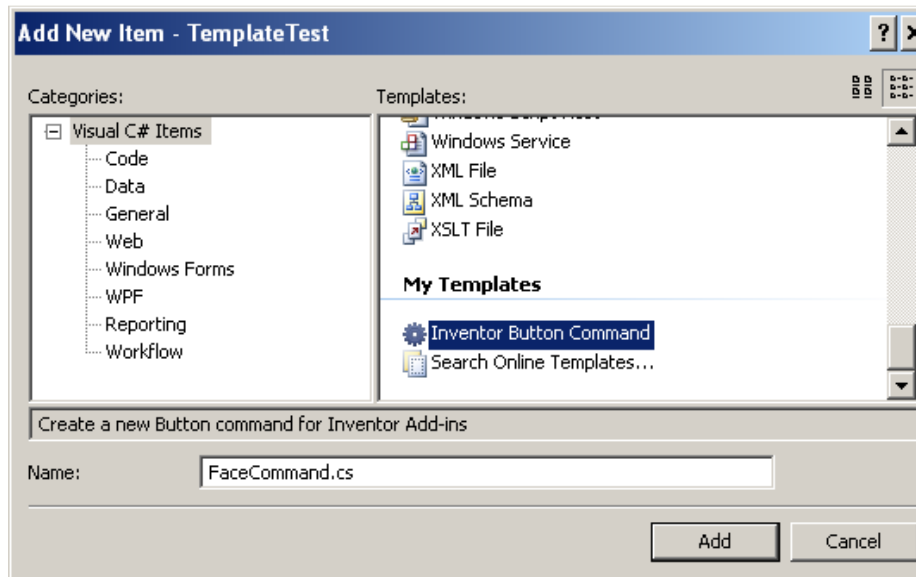 Add New Item - TemplateTest
Categories:
Templates:
Visual C# Items
Code
Data
General
Web
Windows Forms
WPF
Reporting
Workflow
Windows Service
XML File
XML Schema
XSLT File
My Templates
Inventor Button Command
Search Online Templates...
Create a new Button command for Inventor Add-ins
Name:
FaceCommand.cs
Add
Cancel